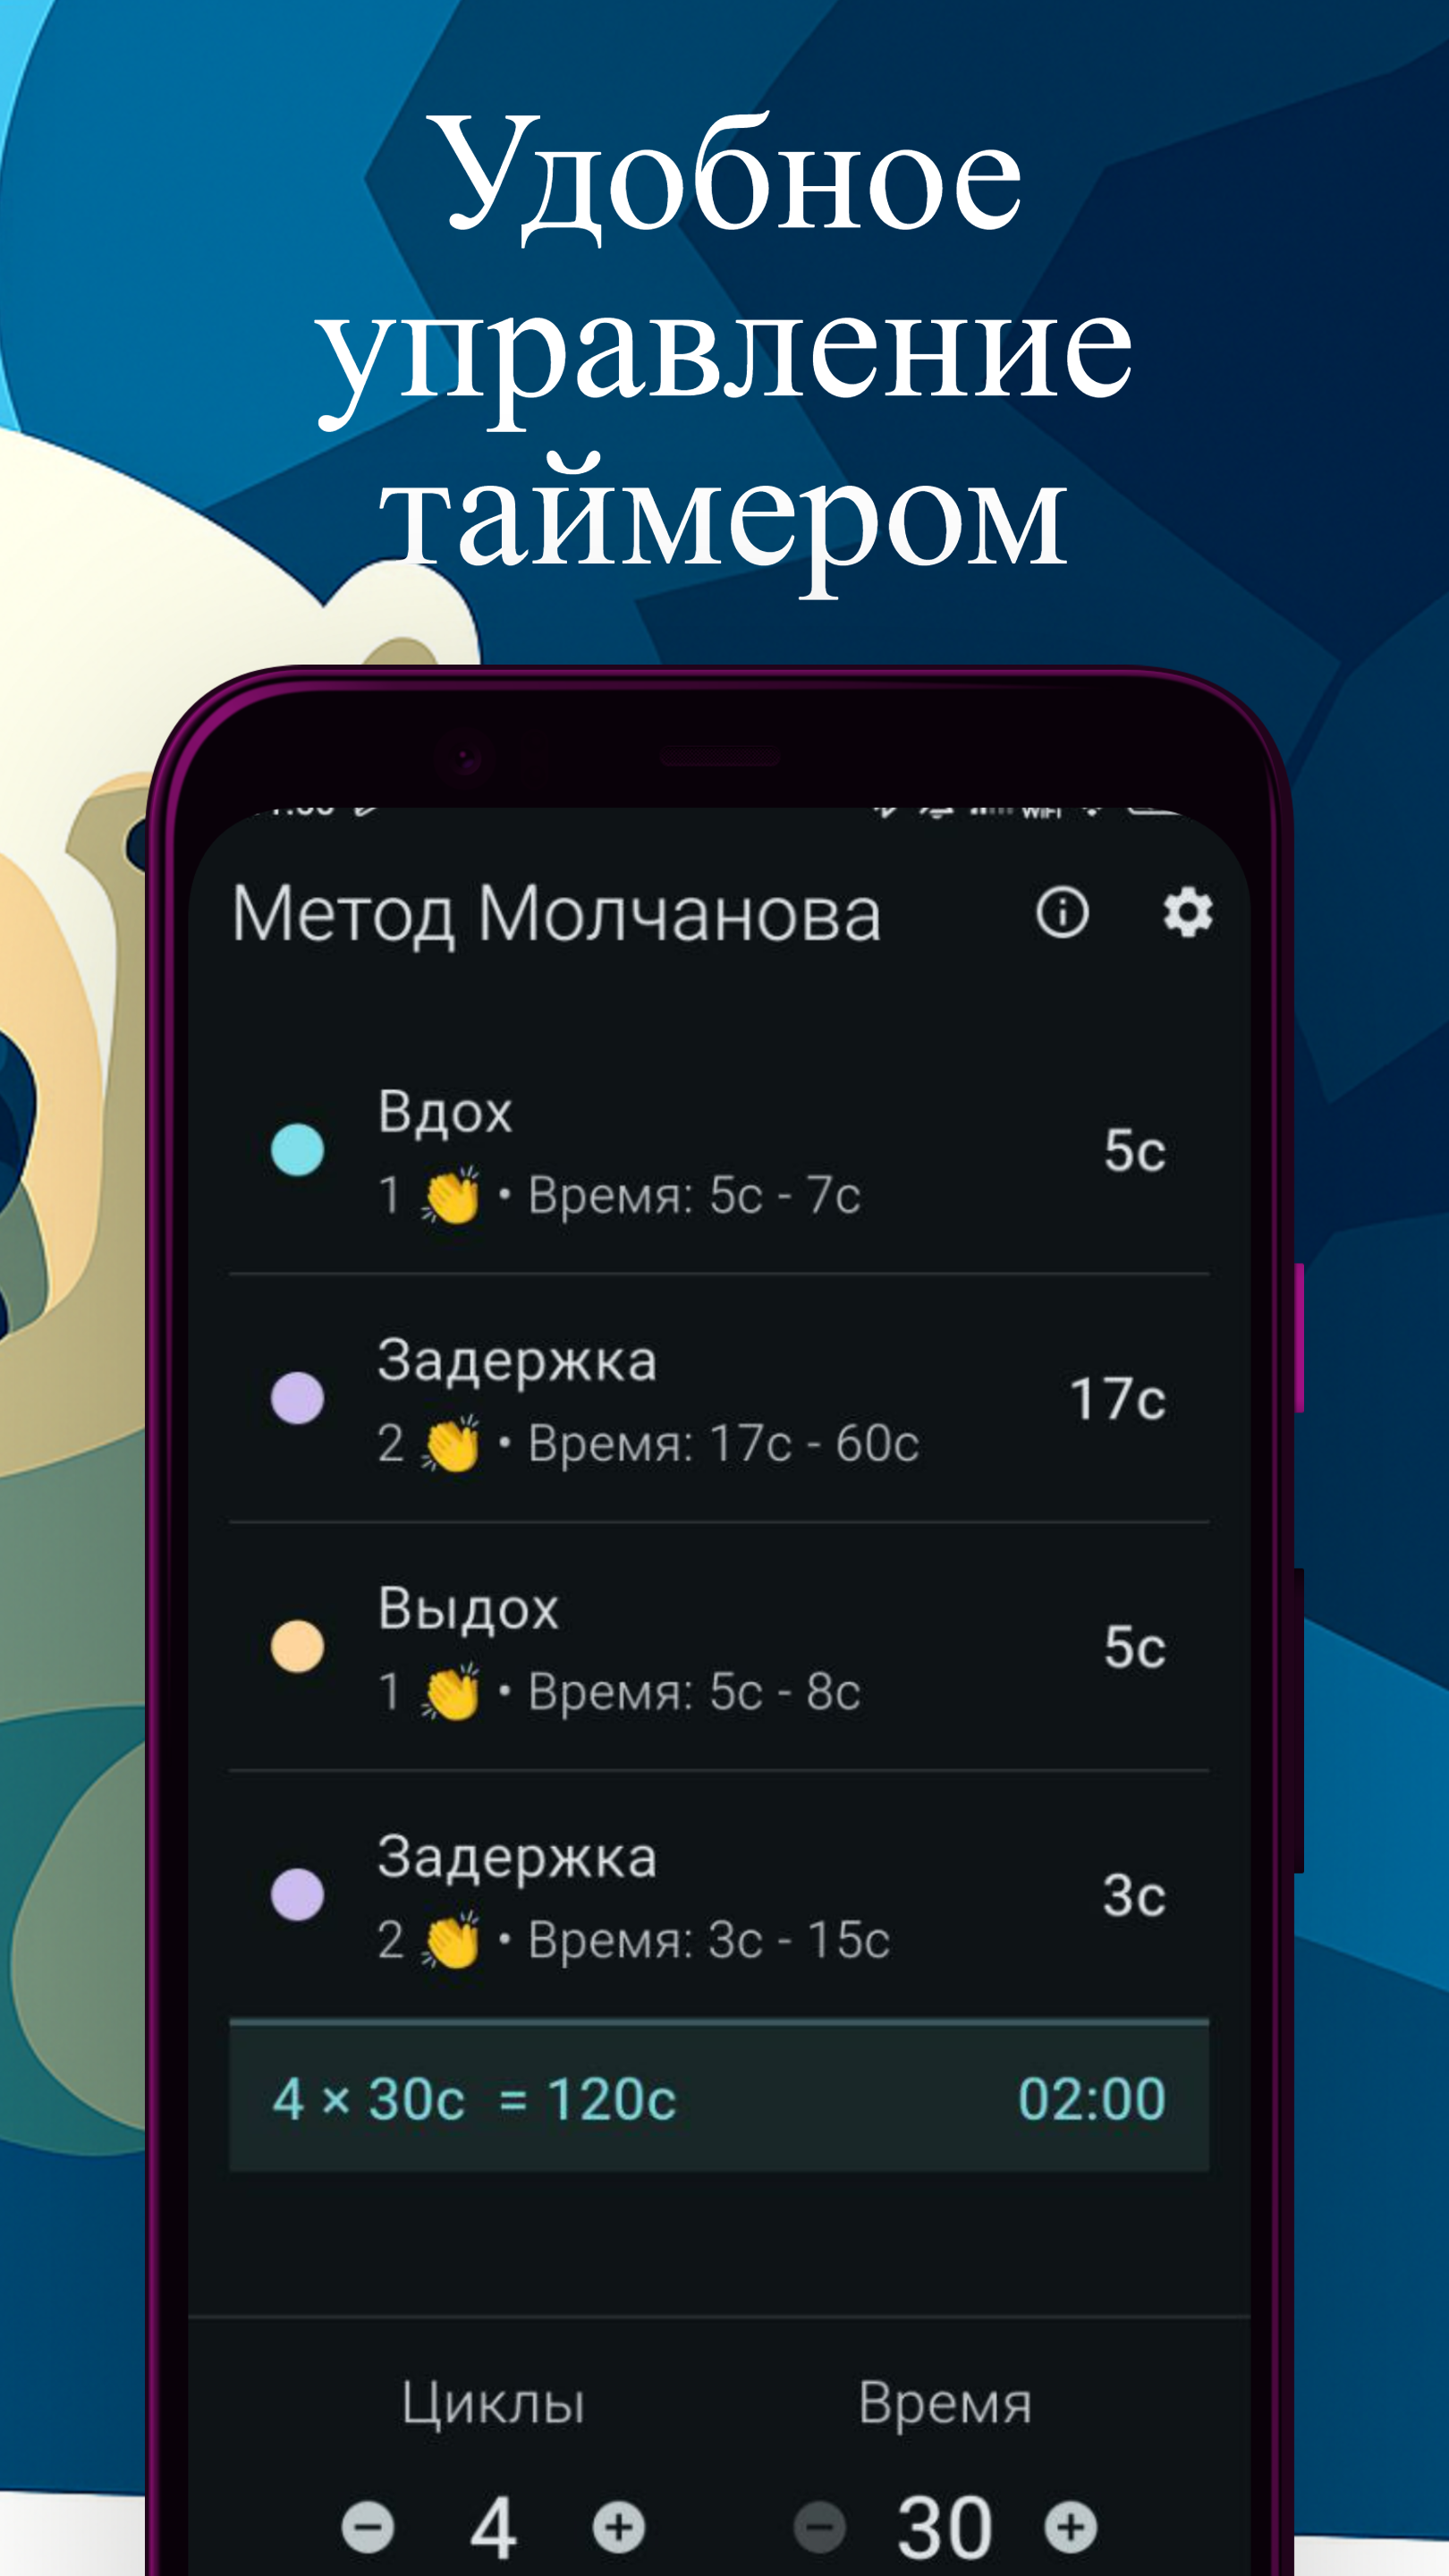 Удобное
управление
таймером
Метод Молчанова
Вдох
5с
1 👏 • Время: 5с - 7с
Задержка
17с
2 👏 • Время: 17с - 60с
Выдох
5с
1 👏 • Время: 5с - 8с
Задержка
3с
2 👏 • Время: 3с - 15с
4 × 30с = 120с 02:00
Циклы Время
4 30